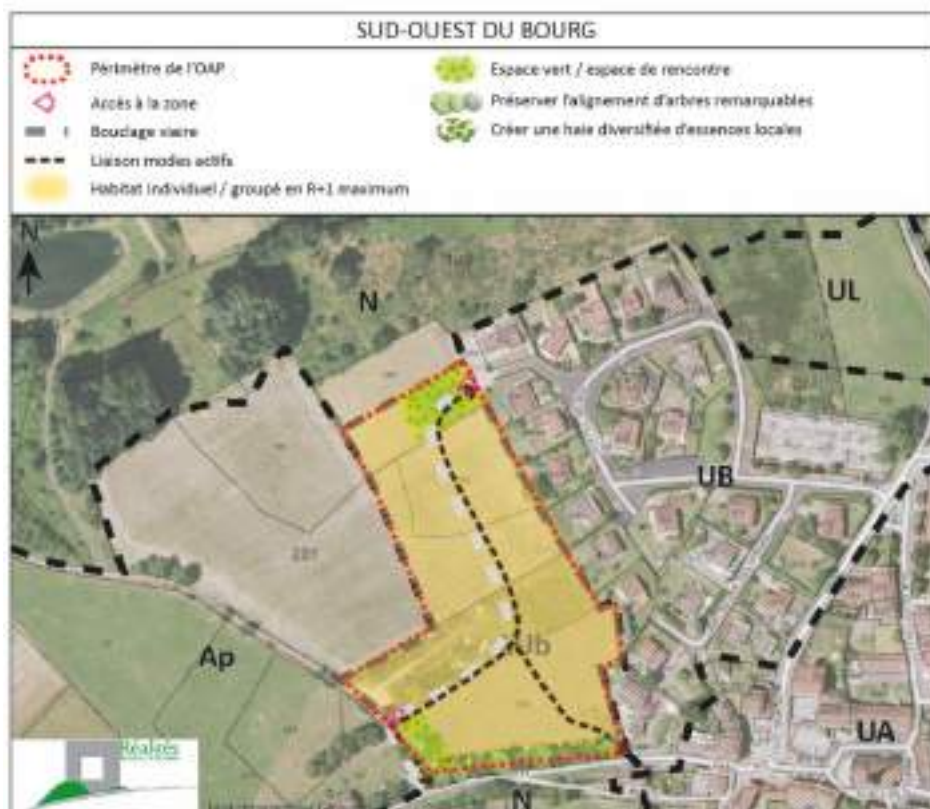 SUD-OUEST DU BOURG
Périmètre de l'OAP
Accès à la zone
Bouclage viaire
Liaison modes actifs
Habitat individuel / groupé en R+1 maximum
Espace vert / espace de rencontre
Préserver l'alignement d'arbres remarquables
Créer une haie diversifiée d'essences locales
N
N
UL
UB
Ub
Ap
UA
Réalités
N